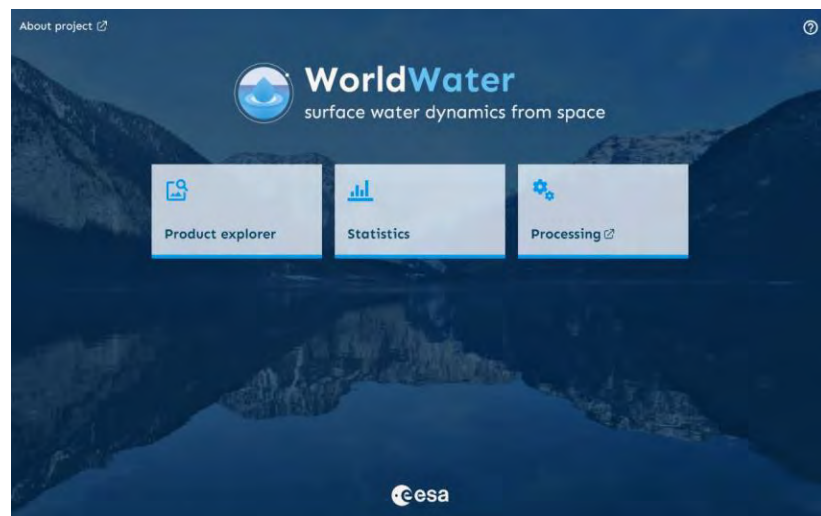 About project
WorldWater
surface water dynamics from space
Product explorer
Statistics
Processing
esa